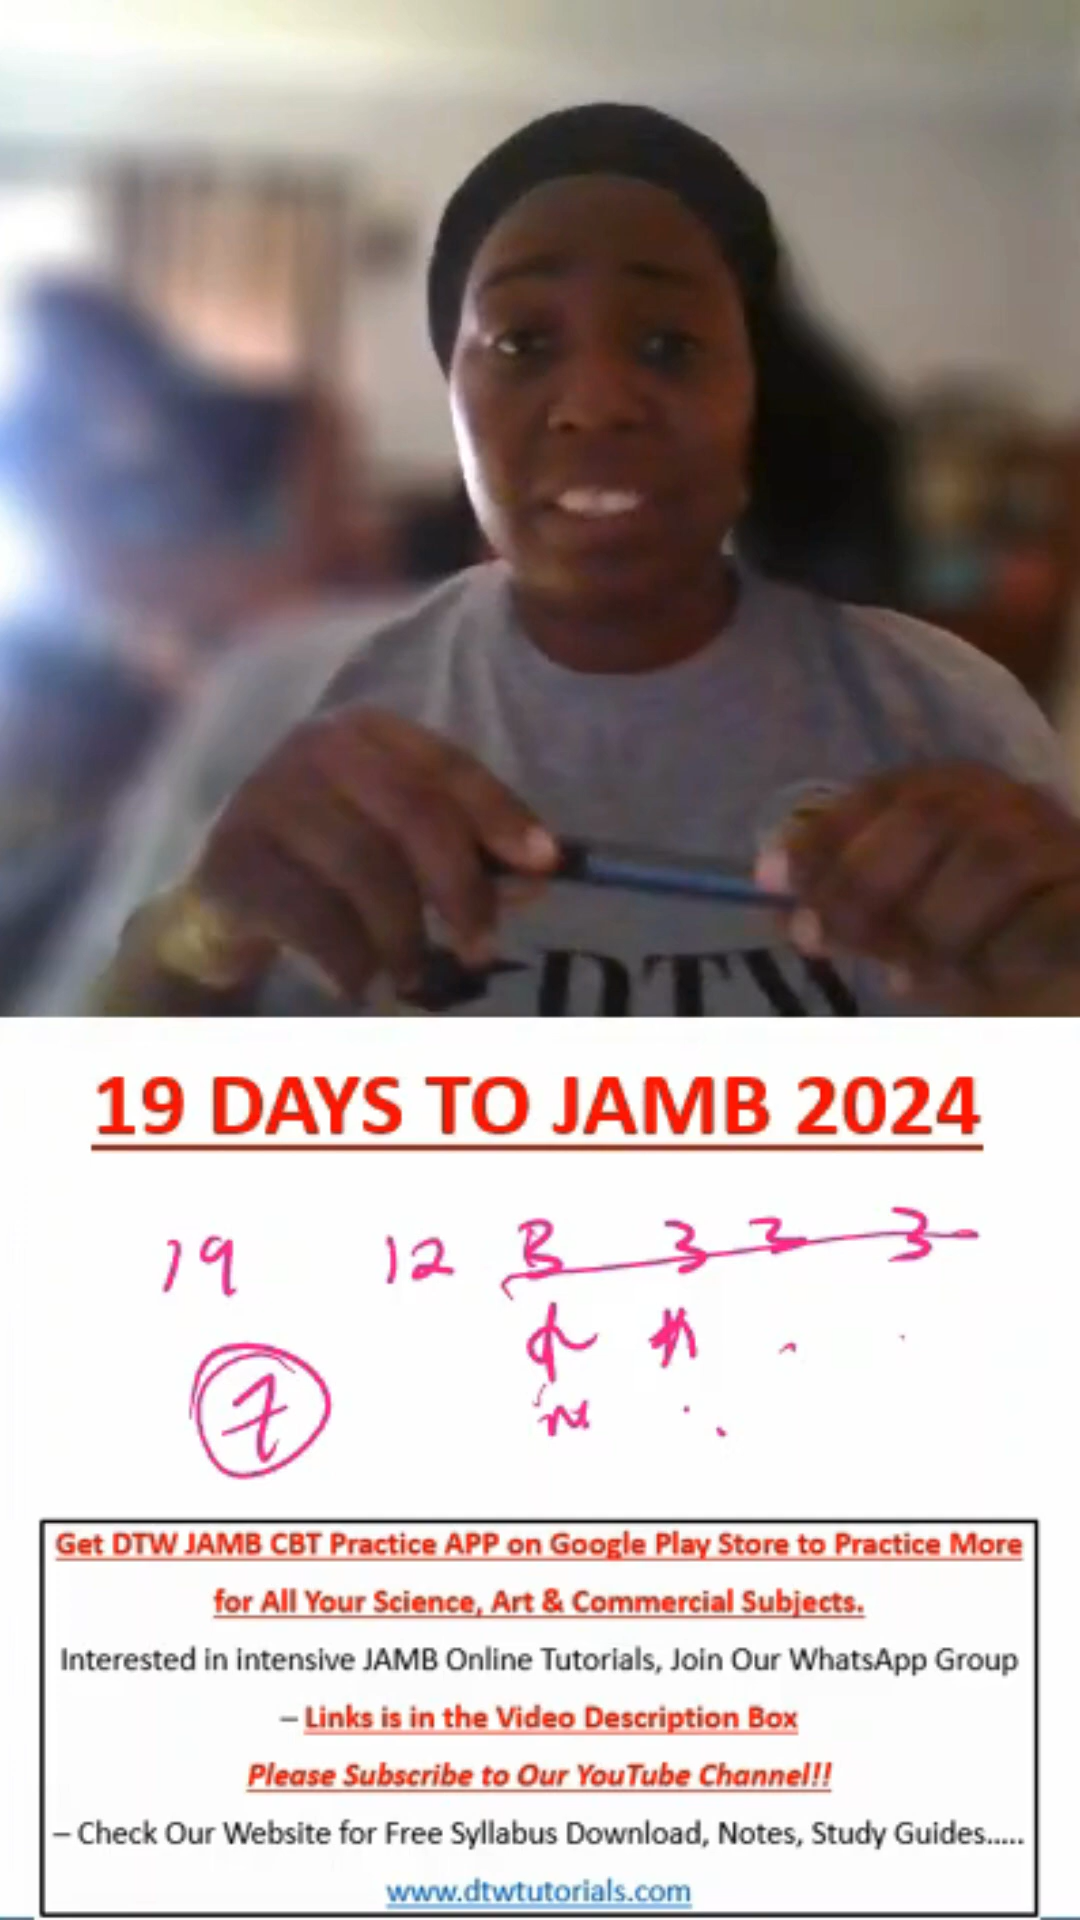 DTW
19 DAYS TO JAMB 2024
19 12 3 3 3 3
7
Get DTW JAMB CBT Practice APP on Google Play Store to Practice More
for All Your Science, Art & Commercial Subjects.
Interested in intensive JAMB Online Tutorials, Join Our WhatsApp Group
– Links is in the Video Description Box
Please Subscribe to Our YouTube Channel!!
– Check Our Website for Free Syllabus Download, Notes, Study Guides.....
www.dtwtutorials.com